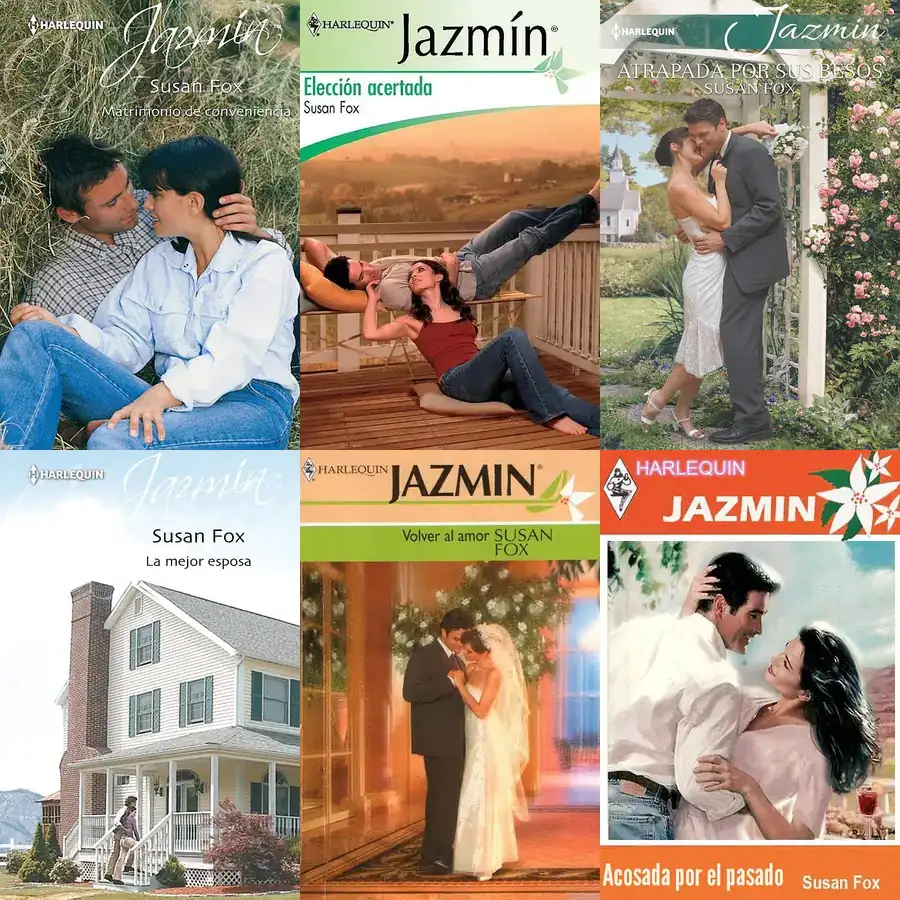 HARLEQUIN
Jazmín
Susan Fox
Matrimonio de conveniencia
HARLEQUIN®
Jazmín®
Elección acertada
Susan Fox
HARLEQUIN
Jazmín
ATRAPADA POR SUS BESOS
SUSAN FOX
HARLEQUIN
Jazmín
Susan Fox
La mejor esposa
HARLEQUIN
JAZMIN®
Volver al amor SUSAN
FOX
HARLEQUIN
JAZMIN
Acosada por el pasado Susan Fox